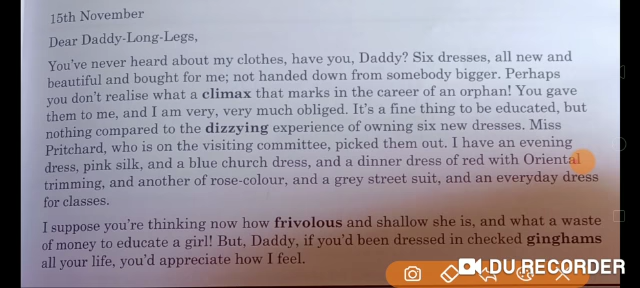 15th November
Dear Daddy-Long-Legs,
You've never heard about my clothes, have you, Daddy? Six dresses, all new and
beautiful and bought for me; not handed down from somebody bigger. Perhaps
you don't realise what a climax that marks in the career of an orphan! You gave
them to me, and I am very, very much obliged. It's a fine thing to be educated, but
nothing compared to the dizzying experience of owning six new dresses. Miss
Pritchard, who is on the visiting committee, picked them out. I have an evening
dress, pink silk, and a blue church dress, and a dinner dress of red with Oriental
trimming, and another of rose-colour, and a grey street suit, and an everyday dress
for classes.
I suppose you're thinking now how frivolous and shallow she is, and what a waste
of money to educate a girl! But, Daddy, if you'd been dressed in checked ginghams
all your life, you'd appreciate how I feel.
DU RECORDER